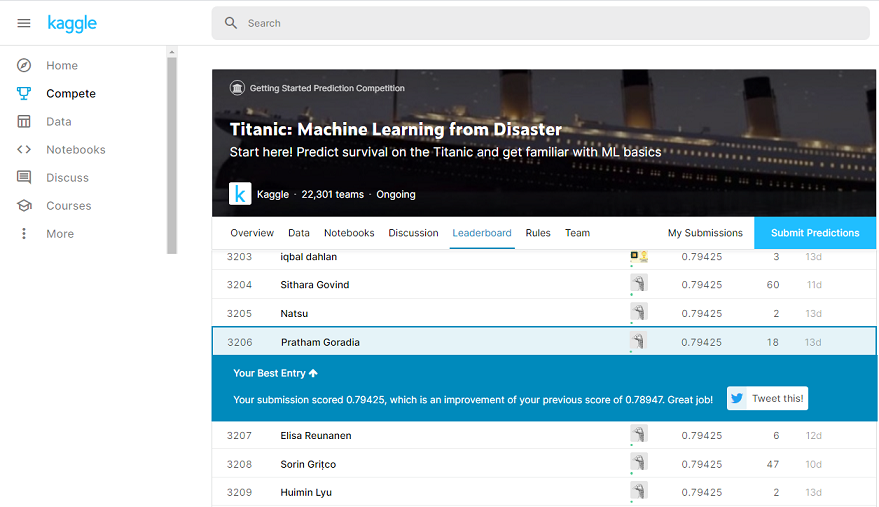 kaggle
Search
Home
Compete
Data
Notebooks
Discuss
Courses
More
Getting Started Prediction Competition
Titanic: Machine Learning from Disaster
Start here! Predict survival on the Titanic and get familiar with ML basics
k Kaggle · 22,301 teams · Ongoing
Overview Data Notebooks Discussion Leaderboard Rules Team My Submissions Submit Predictions
3203 iqbal dahlan 0.79425 3 13d
3204 Sithara Govind 0.79425 60 11d
3205 Natsu 0.79425 2 13d
3206 Pratham Goradia 0.79425 18 13d
Your Best Entry
Your submission scored 0.79425, which is an improvement of your previous score of 0.78947. Great job! Tweet this!
3207 Elisa Reunanen 0.79425 6 12d
3208 Sorin Grițco 0.79425 47 10d
3209 Huimin Lyu 0.79425 2 13d